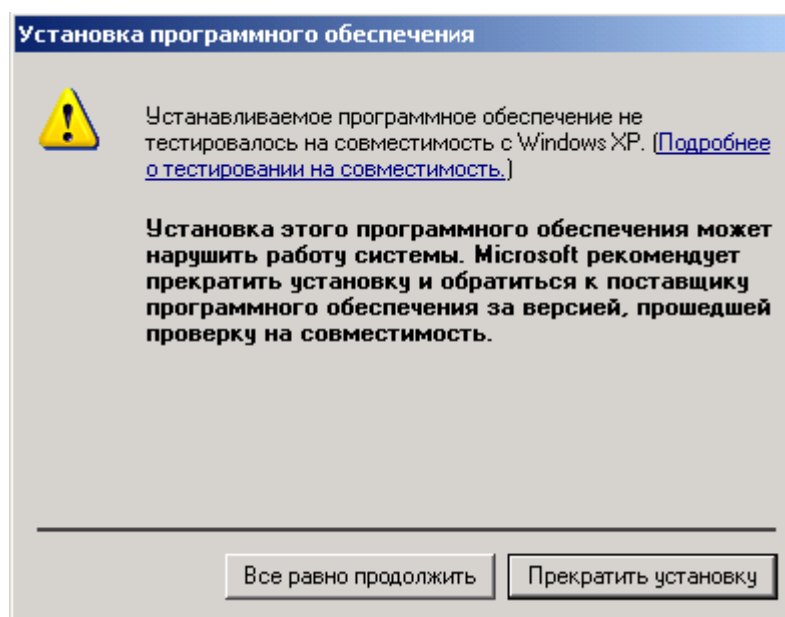 Установка программного обеспечения
Устанавливаемое программное обеспечение не
тестировалось на совместимость с Windows XP. (Подробнее
о тестировании на совместимость.)
Установка этого программного обеспечения может
нарушить работу системы. Microsoft рекомендует
прекратить установку и обратиться к поставщику
программного обеспечения за версией, прошедшей
проверку на совместимость.
Все равно продолжить
Прекратить установку